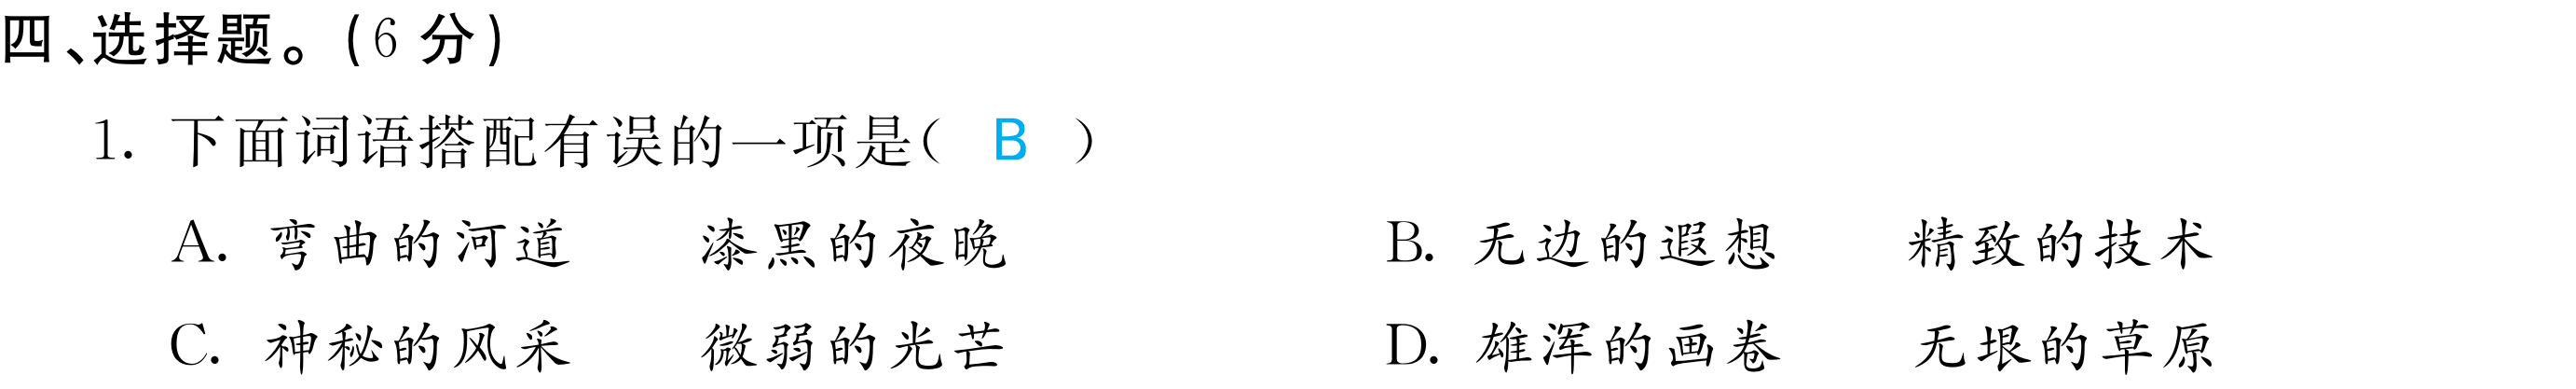 四、选择题。(6 分)
1. 下面词语搭配有误的一项是( B )
A. 弯曲的河道 漆黑的夜晚 B. 无边的遐想 精致的技术
C. 神秘的风采 微弱的光芒 D. 雄浑的画卷 无垠的草原